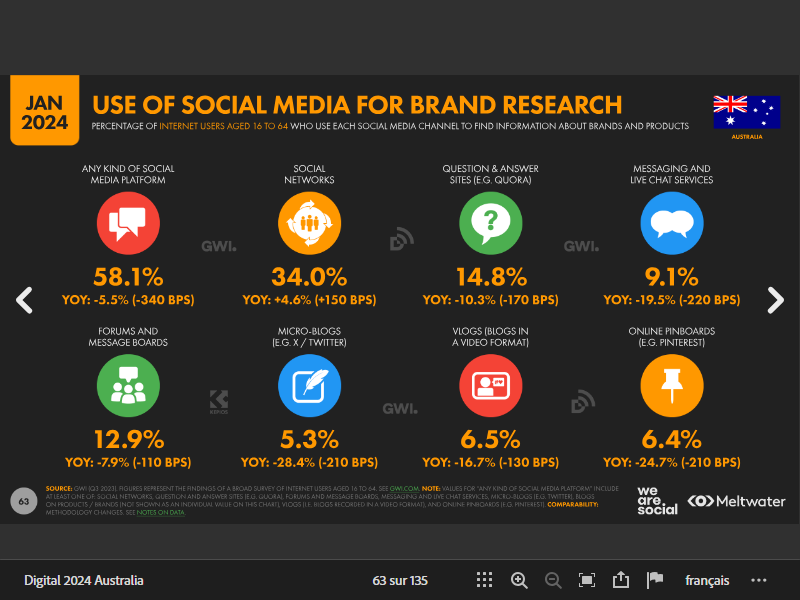 JAN
2024
USE OF SOCIAL MEDIA FOR BRAND RESEARCH
PERCENTAGE OF INTERNET USERS AGED 16 TO 64 WHO USE EACH SOCIAL MEDIA CHANNEL TO FIND INFORMATION ABOUT BRANDS AND PRODUCTS
AUSTRALIA
ANY KIND OF SOCIAL
MEDIA PLATFORM
58.1%
YOY: -5.5% (-340 BPS)
SOCIAL
NETWORKS
34.0%
YOY: +4.6% (+150 BPS)
QUESTION & ANSWER
SITES (E.G. QUORA)
14.8%
YOY: -10.3% (-170 BPS)
MESSAGING AND
LIVE CHAT SERVICES
9.1%
YOY: -19.5% (-220 BPS)
GWI.
GWI.
FORUMS AND
MESSAGE BOARDS
12.9%
YOY: -7.9% (-110 BPS)
MICRO-BLOGS
(E.G. X / TWITTER)
5.3%
YOY: -28.4% (-210 BPS)
VLOGS (BLOGS IN
A VIDEO FORMAT)
6.5%
YOY: -16.7% (-130 BPS)
ONLINE PINBOARDS
(E.G. PINTEREST)
6.4%
YOY: -24.7% (-210 BPS)
KEPIOS
GWI.
63
SOURCE: GWI (Q3 2023). FIGURES REPRESENT THE FINDINGS OF A BROAD SURVEY OF INTERNET USERS AGED 16 TO 64. SEE GWI.COM. NOTE: VALUES FOR "ANY KIND OF SOCIAL MEDIA PLATFORM" INCLUDE
AT LEAST ONE OF: SOCIAL NETWORKS, QUESTION AND ANSWER SITES (E.G. QUORA), FORUMS AND MESSAGE BOARDS, MESSAGING AND LIVE CHAT SERVICES, MICRO-BLOGS (E.G. TWITTER), BLOGS
ON PRODUCTS / BRANDS (NOT SHOWN AS AN INDIVIDUAL VALUE ON THIS CHART), VLOGS (I.E. BLOGS RECORDED IN A VIDEO FORMAT), AND ONLINE PINBOARDS (E.G. PINTEREST). COMPARABILITY:
METHODOLOGY CHANGES. SEE NOTES ON DATA.
we
are.
social
Meltwater
Digital 2024 Australia
63 sur 135
français